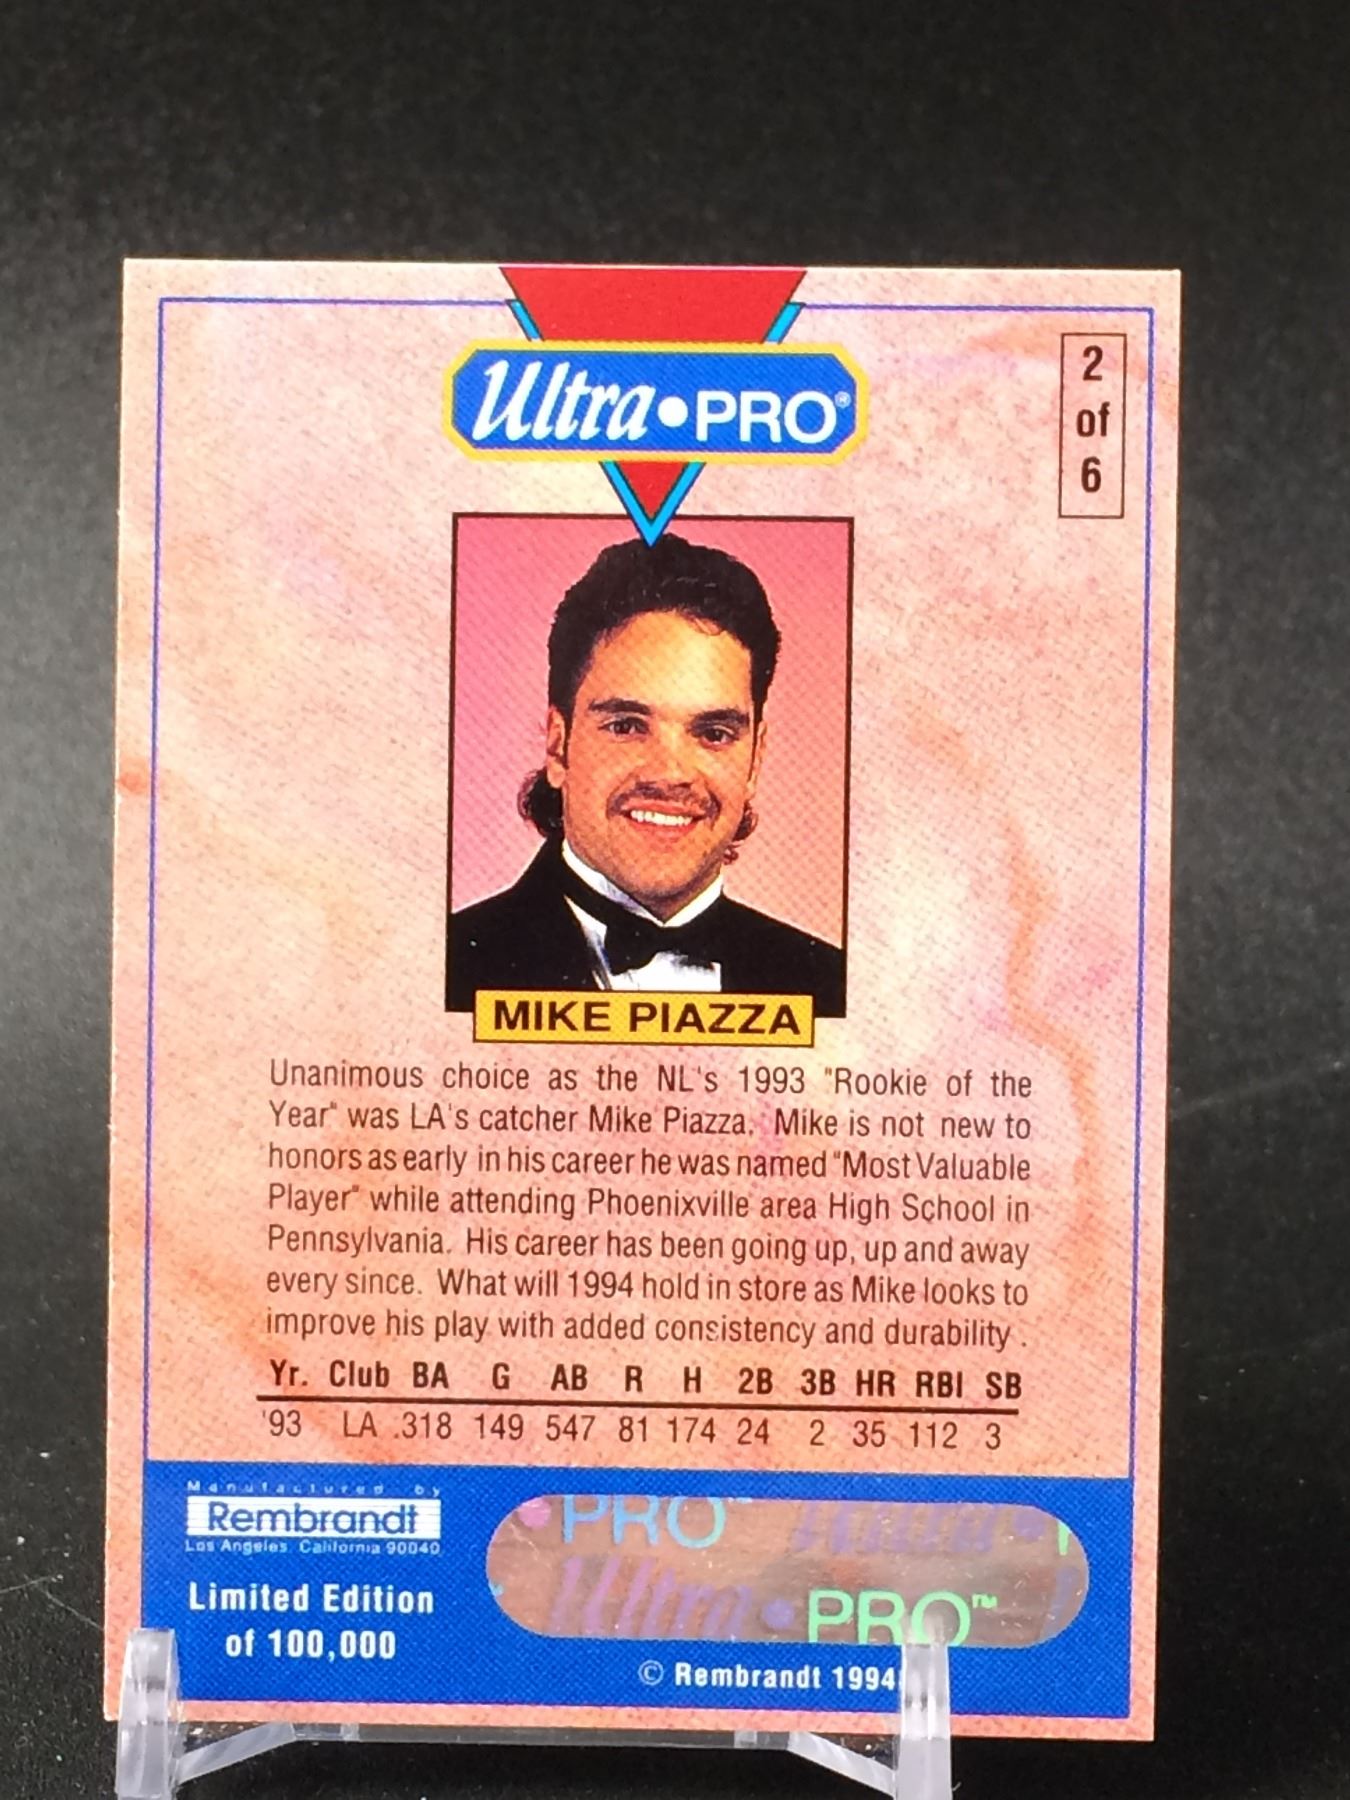 Ultra•PRO®
2
of
6
MIKE PIAZZA
Unanimous choice as the NL's 1993 "Rookie of the
Year" was LA's catcher Mike Piazza. Mike is not new to
honors as early in his career he was named "Most Valuable
Player" while attending Phoenixville area High School in
Pennsylvania. His career has been going up, up and away
every since. What will 1994 hold in store as Mike looks to
improve his play with added consistency and durability .
Yr. Club BA G AB R H 2B 3B HR RBI SB
'93 LA .318 149 547 81 174 24 2 35 112 3
Manufactured by
Rembrandt
Los Angeles, California 90040
Limited Edition
of 100,000
•PRO™ Ultra•
Ultra•PRO™
© Rembrandt 1994